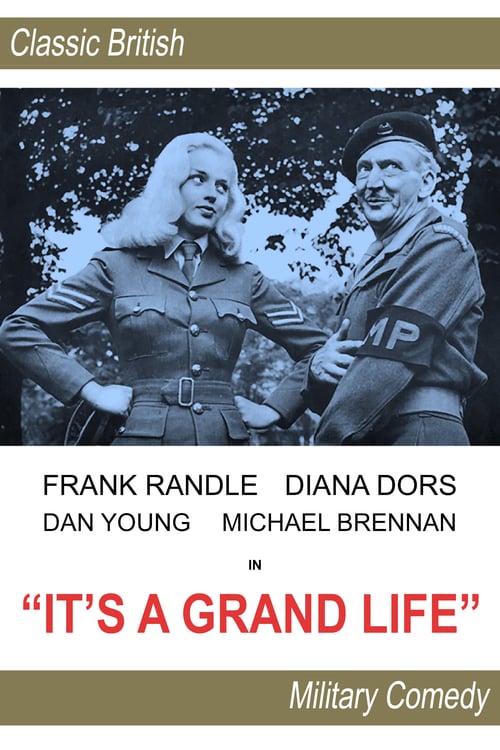 Classic British
MP
FRANK RANDLE DIANA DORS
DAN YOUNG MICHAEL BRENNAN
IN
“IT’S A GRAND LIFE”
Military Comedy